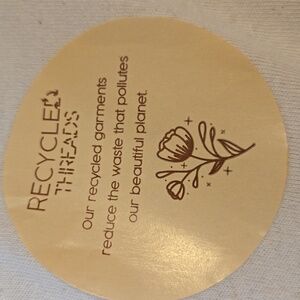 RECYCLED
THREADS
Our recycled garments
reduce the waste that pollutes
our beautiful planet.